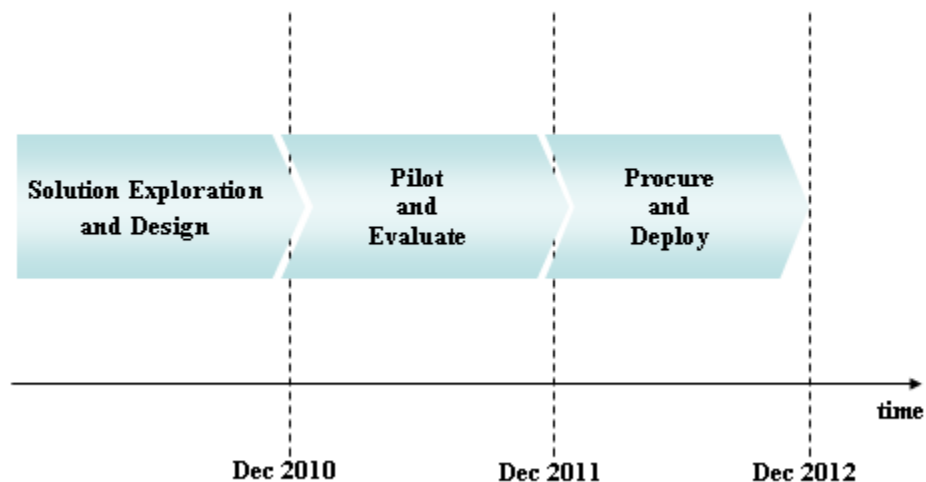 Solution Exploration
and Design
Pilot
and
Evaluate
Procure
and
Deploy
time
Dec 2010
Dec 2011
Dec 2012